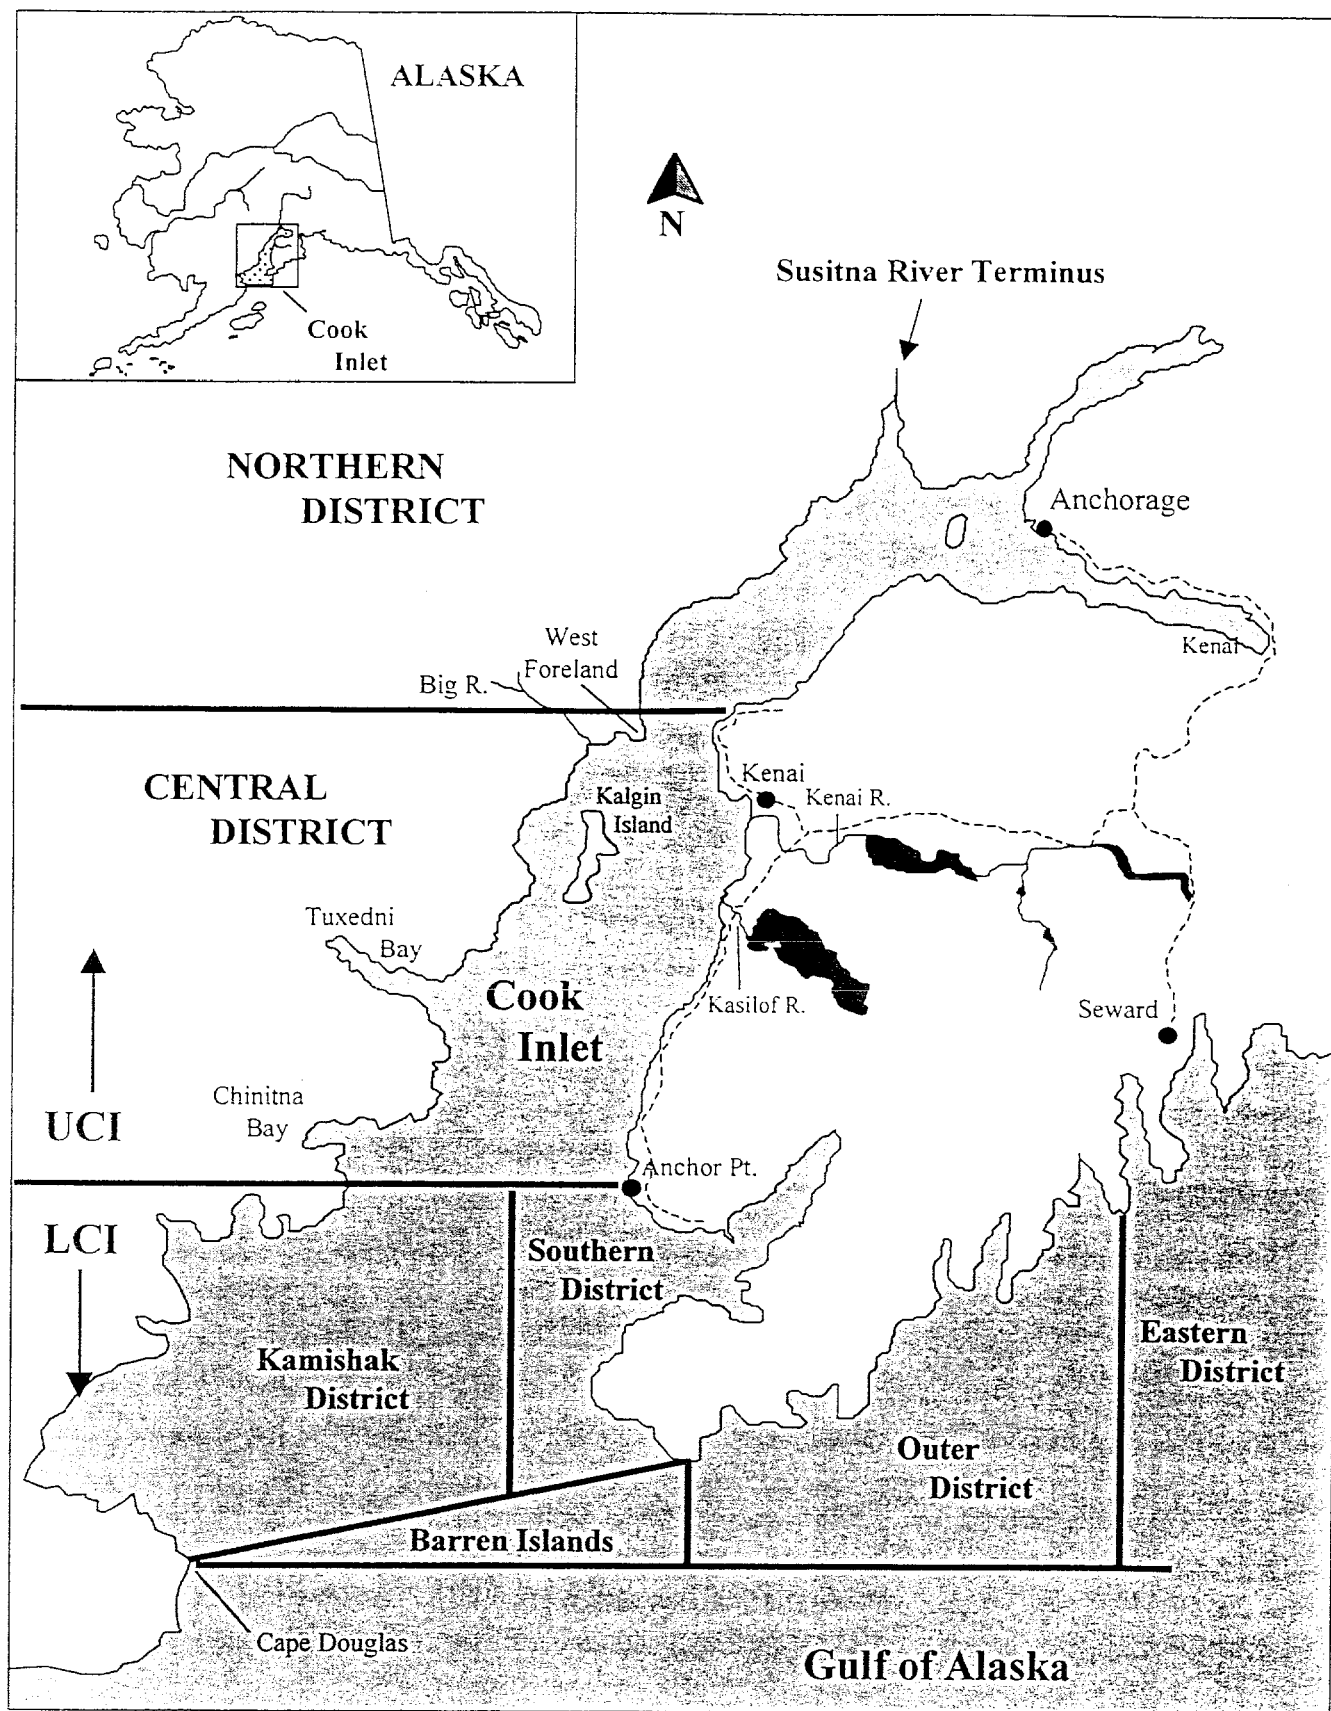 ALASKA
Cook
Inlet
N
Susitna River Terminus
NORTHERN
DISTRICT
Anchorage
West
Foreland
Kenai
Big R.
CENTRAL
DISTRICT
Kenai
Kenai R.
Kalgin
Island
Tuxedni
Bay
Cook
Inlet
Kasilof R.
Seward
Chinitna
Bay
UCI
Anchor Pt.
LCI
Southern
District
Eastern
District
Kamishak
District
Outer
District
Barren Islands
Cape Douglas
Gulf of Alaska